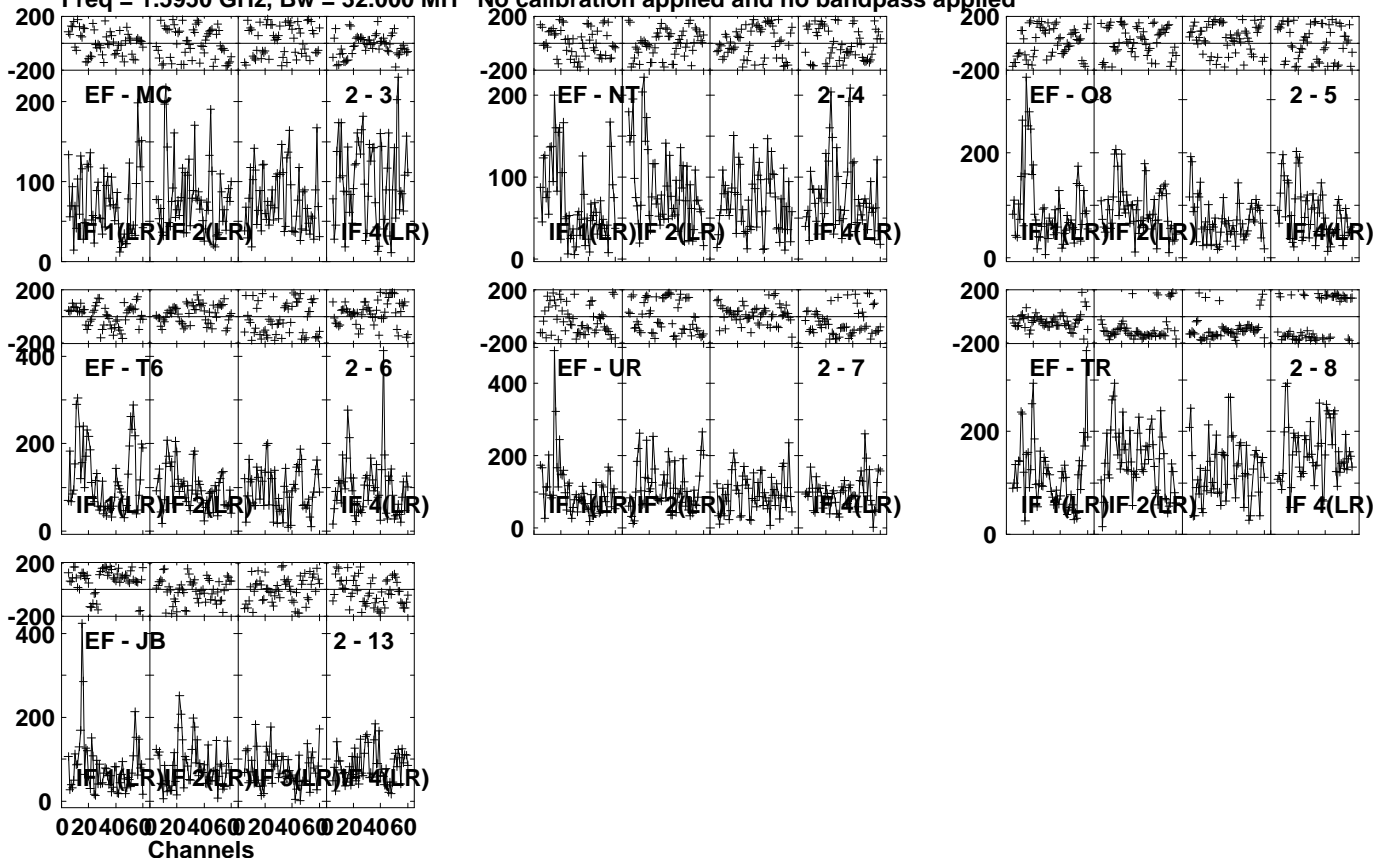 Freq = 1.5950 GHz, Bw = 32.000 MH No calibration applied and no bandpass applied
200
-200
200
100
0
EF - MC
2 - 3
IF 1(LR)
IF 2(LR)
IF 4(LR)
200
-200
200
100
0
EF - NT
2 - 4
IF 1(LR)
IF 2(LR)
IF 4(LR)
200
-200
200
0
EF - O8
2 - 5
IF 1(LR)
IF 2(LR)
IF 4(LR)
200
-200
400
200
0
EF - T6
2 - 6
IF 1(LR)
IF 2(LR)
IF 4(LR)
200
-200
400
200
0
EF - UR
2 - 7
IF 1(LR)
IF 2(LR)
IF 4(LR)
200
-200
200
0
EF - TR
2 - 8
IF 1(LR)
IF 2(LR)
IF 4(LR)
200
-200
400
200
0
EF - JB
2 - 13
IF 1(LR)
IF 2(LR)
IF 3(LR)
IF 4(LR)
0 20 40 60 0 20 40 60 0 20 40 60 0 20 40 60
Channels